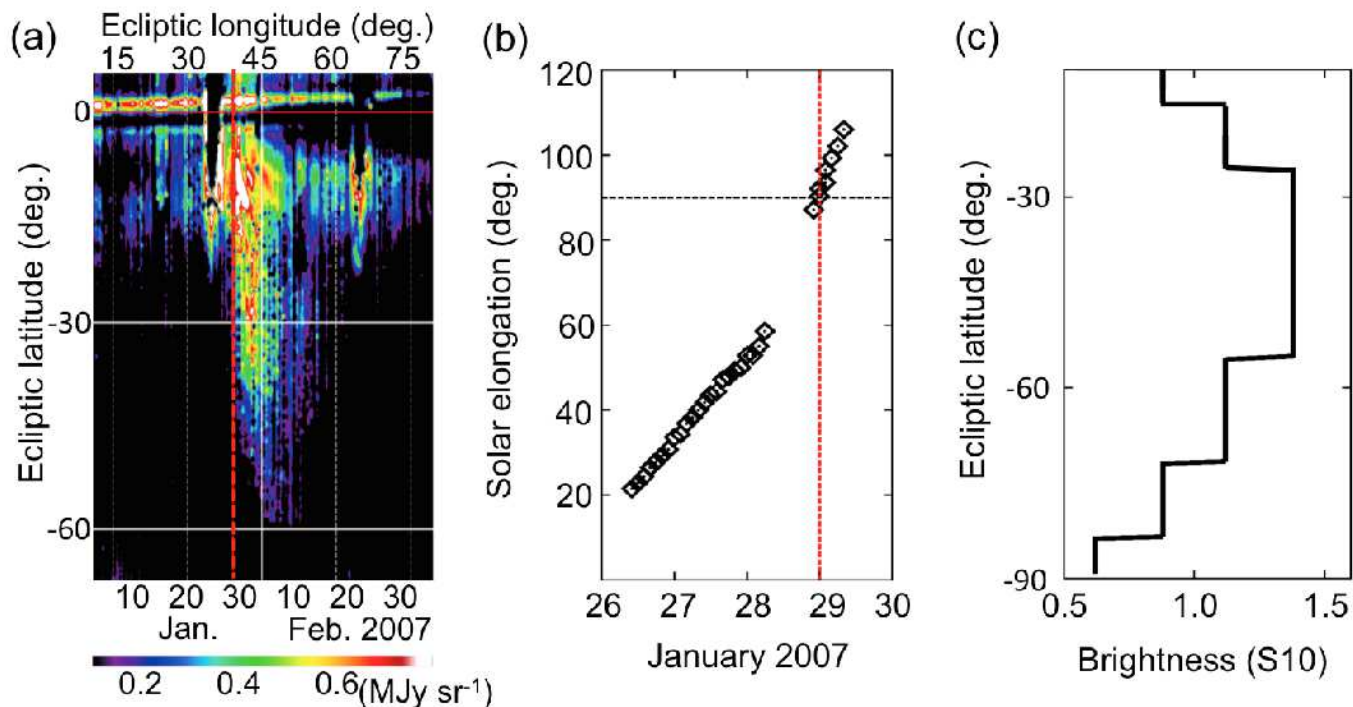 (a)
Ecliptic longitude (deg.)
15 30 45 60 75
Ecliptic latitude (deg.)
0
-30
-60
10 20 30 10 20 30
Jan. Feb. 2007
0.2 0.4 0.6 (MJy sr-1)
(b)
Solar elongation (deg.)
120
100
80
60
40
20
26 27 28 29 30
January 2007
(c)
Ecliptic latitude (deg.)
-30
-60
-90
0.5 1.0 1.5
Brightness (S10)